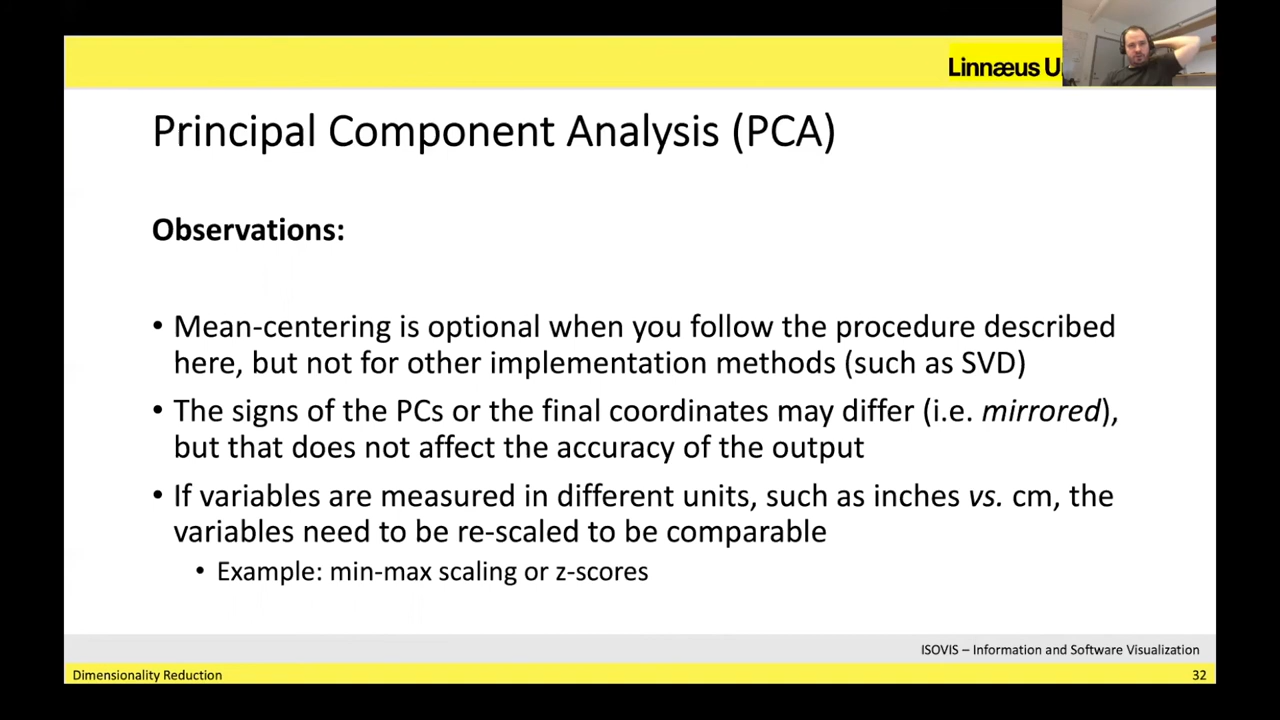 Linnæus U
Principal Component Analysis (PCA)
Observations:
• Mean-centering is optional when you follow the procedure described
here, but not for other implementation methods (such as SVD)
• The signs of the PCs or the final coordinates may differ (i.e. mirrored),
but that does not affect the accuracy of the output
• If variables are measured in different units, such as inches vs. cm, the
variables need to be re-scaled to be comparable
• Example: min-max scaling or z-scores
ISOVIS – Information and Software Visualization
Dimensionality Reduction
32